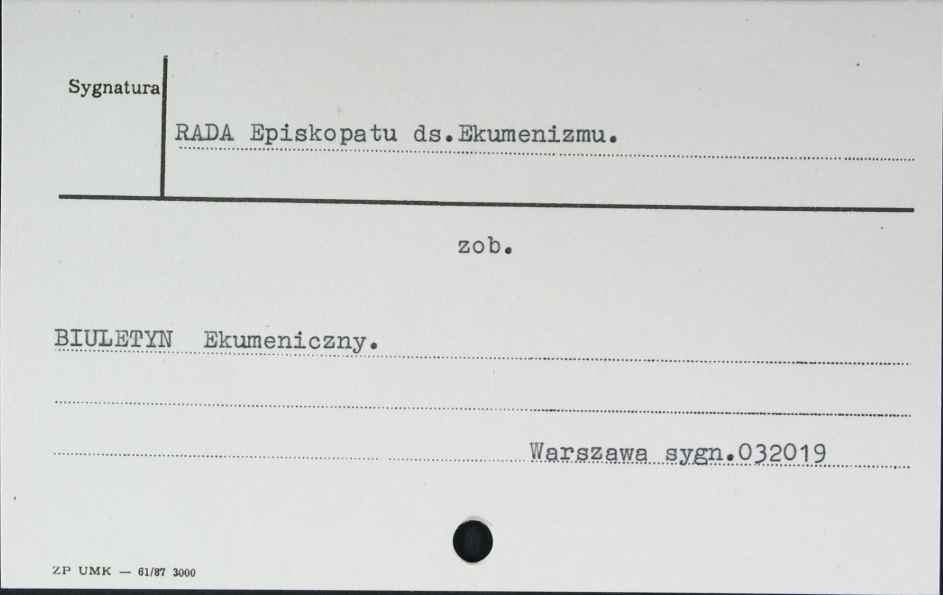 Sygnatura
RADA Episkopatu ds.Ekumenizmu.
zob.
BIULETYN Ekumeniczny.
Warszawa sygn.032019
ZP UMK — 61/87 3000